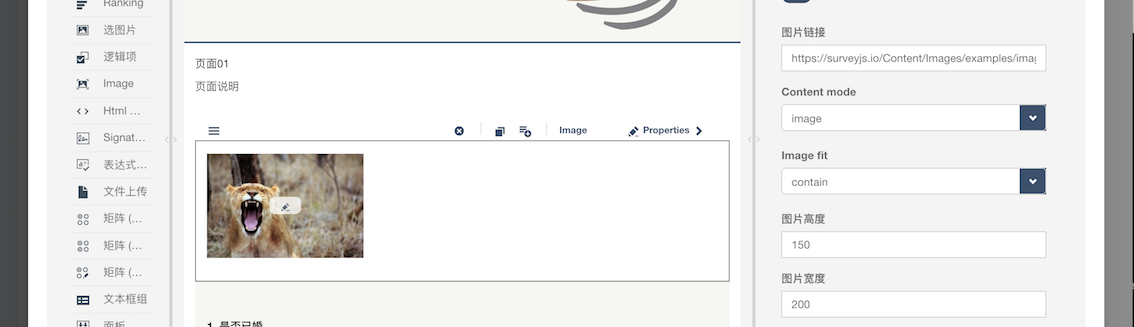 Ranking
选图片
逻辑项
Image
Html ...
Signat...
表达式...
文件上传
矩阵 (...
矩阵 (...
矩阵 (...
文本框组
面板
页面01
页面说明
Image
Properties
1. 是否已婚
图片链接
https://surveyjs.io/Content/Images/examples/imag
Content mode
image
Image fit
contain
图片高度
150
图片宽度
200